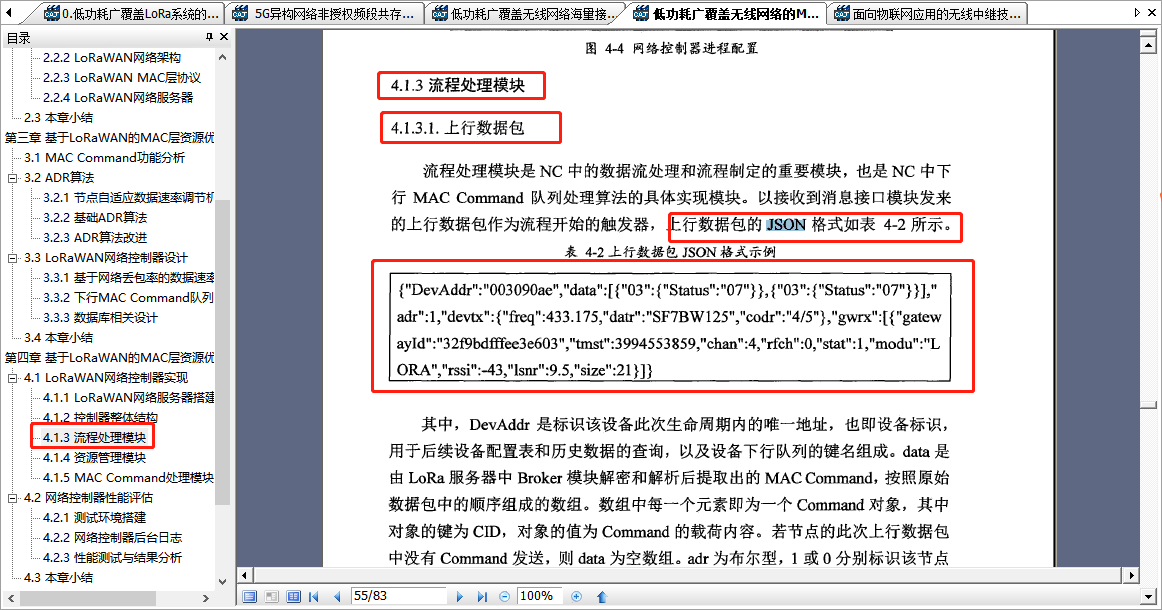 0.低功耗广覆盖LoRa系统的...
5G异构网络非授权频段共存...
低功耗广覆盖无线网络海量接...
低功耗广覆盖无线网络的M...
面向物联网应用的无线中继技...
目录
2.2.2 LoRaWAN网络架构
2.2.3 LoRaWAN MAC层协议
2.2.4 LoRaWAN网络服务器
2.3 本章小结
第三章 基于LoRaWAN的MAC层资源优
3.1 MAC Command功能分析
3.2 ADR算法
3.2.1 节点自适应数据速率调节机
3.2.2 基础ADR算法
3.2.3 ADR算法改进
3.3 LoRaWAN网络控制器设计
3.3.1 基于网络丢包率的数据速率
3.3.2 下行MAC Command队列
3.3.3 数据库相关设计
3.4 本章小结
第四章 基于LoRaWAN的MAC层资源优
4.1 LoRaWAN网络控制器实现
4.1.1 LoRaWAN网络服务器搭建
4.1.2 控制器整体结构
4.1.3 流程处理模块
4.1.4 资源管理模块
4.1.5 MAC Command处理模块
4.2 网络控制器性能评估
4.2.1 测试环境搭建
4.2.2 网络控制器后台日志
4.2.3 性能测试与结果分析
4.3 本章小结
图 4-4 网络控制器进程配置
4.1.3 流程处理模块
4.1.3.1. 上行数据包
流程处理模块是 NC 中的数据流处理和流程制定的重要模块，也是 NC 中下
行 MAC Command 队列处理算法的具体实现模块。以接收到消息接口模块发来
的上行数据包作为流程开始的触发器，上行数据包的 JSON 格式如表 4-2 所示。
表 4-2 上行数据包 JSON 格式示例
{"DevAddr":"003090ae","data":[{"03":{"Status":"07"}},{"03":{"Status":"07"}}],"
adr":1,"devtx":{"freq":433.175,"datr":"SF7BW125","codr":"4/5"},"gwrx":[{"gatew
ayId":"32f9bdfffee3e603","tmst":3994553859,"chan":4,"rfch":0,"stat":1,"modu":"L
ORA","rssi":-43,"lsnr":9.5,"size":21}]}
其中，DevAddr 是标识该设备此次生命周期内的唯一地址，也即设备标识，
用于后续设备配置表和历史数据的查询，以及设备下行队列的键名组成。data 是
由 LoRa 服务器中 Broker 模块解密和解析后提取出的 MAC Command，按照原始
数据包中的顺序组成的数组。数组中每一个元素即为一个 Command 对象，其中
对象的键为 CID，对象的值为 Command 的载荷内容。若节点的此次上行数据包
中没有 Command 发送，则 data 为空数组。adr 为布尔型，1 或 0 分别标识该节点
55/83
100%